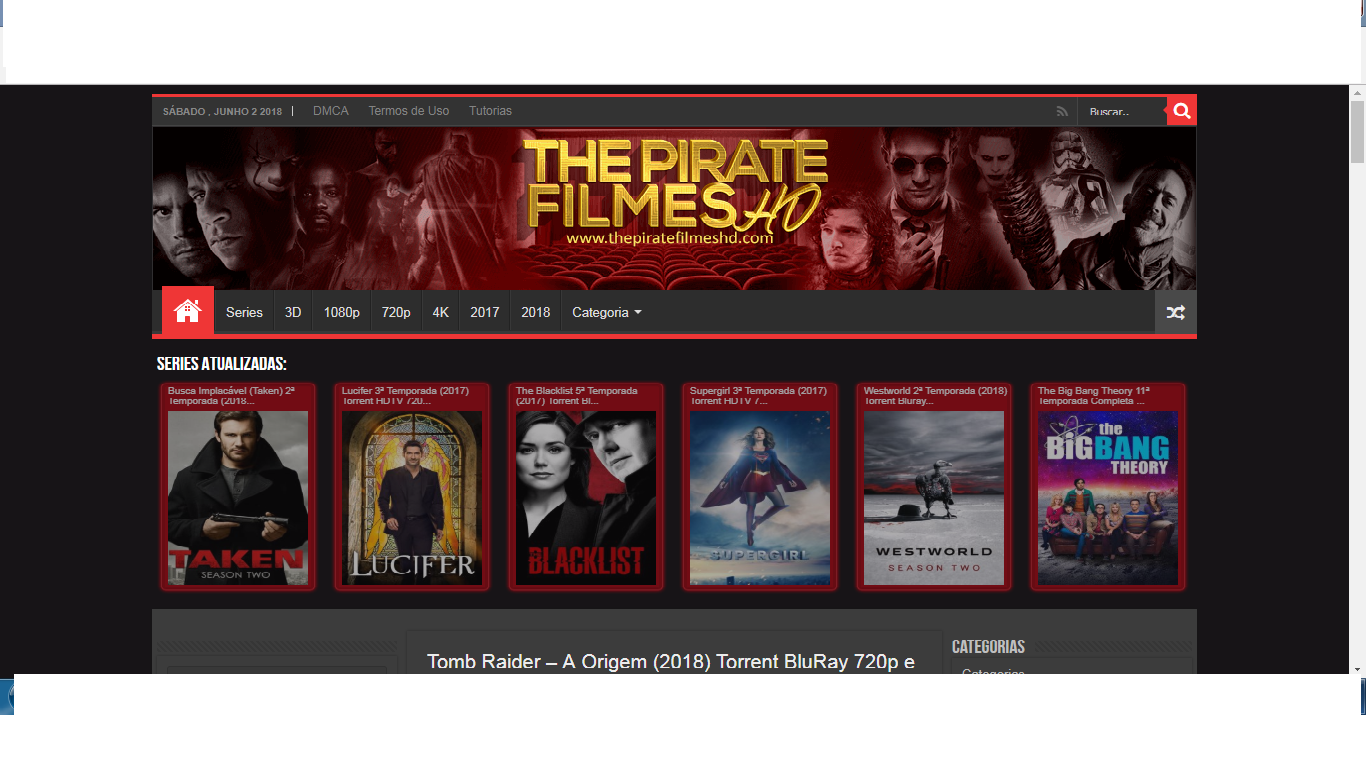 SÁBADO , JUNHO 2 2018 | DMCA Termos de Uso Tutorias Buscar..
THE PIRATE
FILMES HD
www.thepiratefilmeshd.com
Series 3D 1080p 720p 4K 2017 2018 Categoria
SERIES ATUALIZADAS:
Busca Implacável (Taken) 2ª
Temporada (2018...
TAKEN
SEASON TWO
Lucifer 3ª Temporada (2017)
Torrent HDTV 720...
LUCIFER
The Blacklist 5ª Temporada
(2017) Torrent Bl...
THE
BLACKLIST
Supergirl 3ª Temporada (2017)
Torrent HDTV 7...
SUPERGIRL
Westworld 2ª Temporada (2018)
Torrent Bluray...
WESTWORLD
SEASON TWO
The Big Bang Theory 11ª
Temporada Completa ...
the
BIG BANG
THEORY
Tomb Raider – A Origem (2018) Torrent BluRay 720p e
CATEGORIAS
Categorias